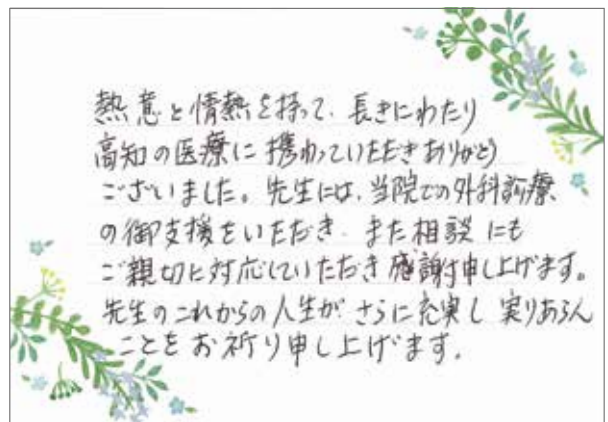 熱意と情熱を持って、長きにわたり
高知の医療に携わっていただきありがとう
ございました。先生には、当院での外科診療
の御支援をいただき、また相談にも
ご親切に対応していただき感謝申し上げます。
先生のこれからの人生が、さらに充実し実りあらん
ことをお祈り申し上げます。